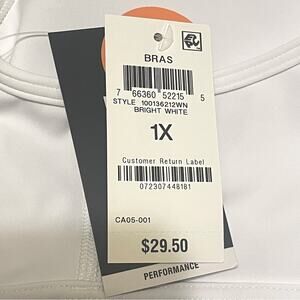 BRAS
7 66360 52215 5
STYLE 100136212WN
BRIGHT WHITE
1X
Customer Return Label
072307448181
CA05-001
$29.50
PERFORMANCE